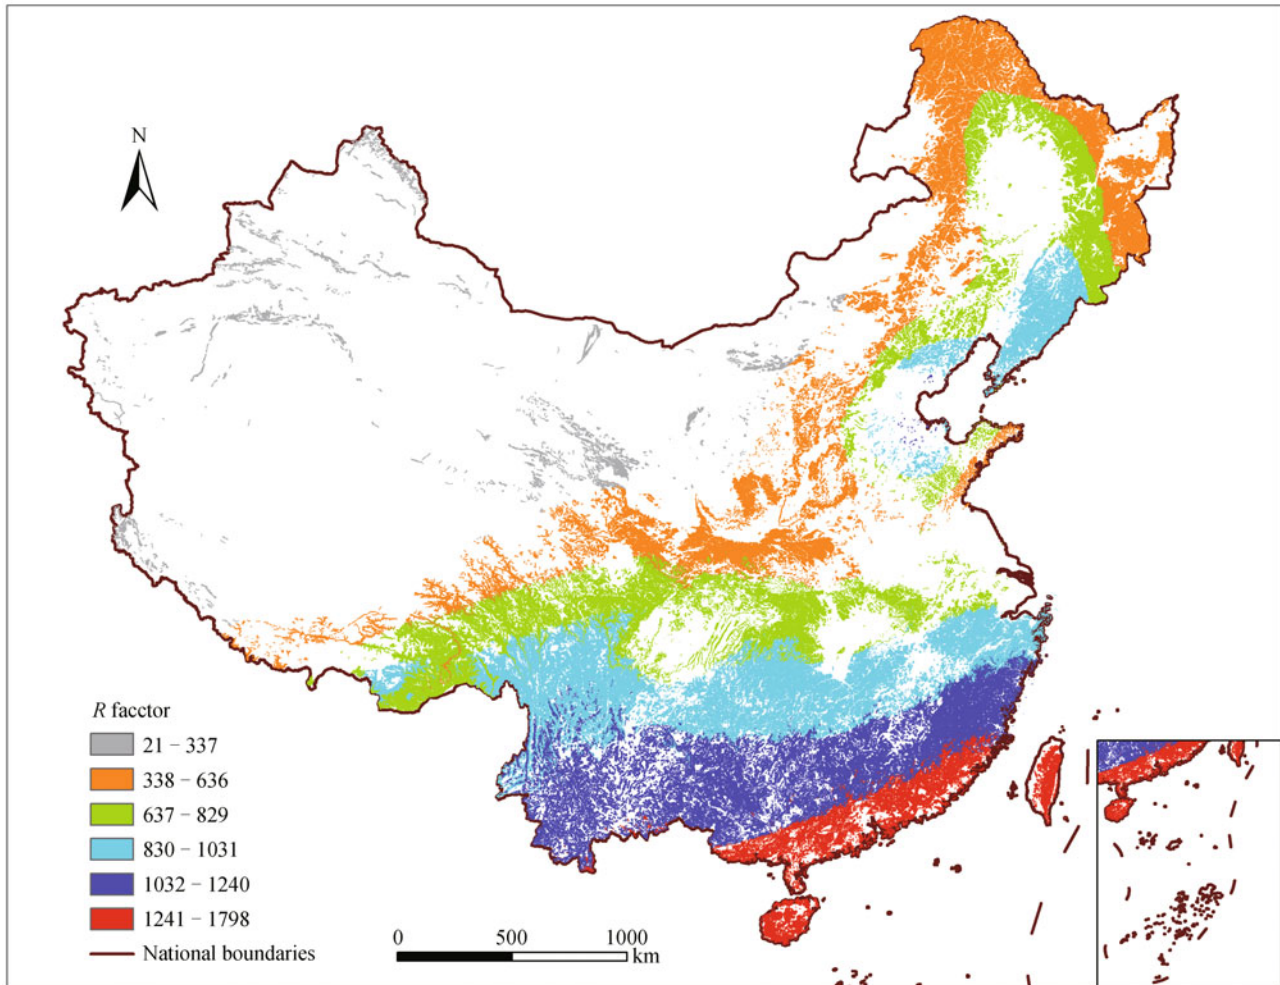 N
R facctor
21 – 337
338 – 636
637 – 829
830 – 1031
1032 – 1240
1241 – 1798
National boundaries
0 500 1000
km